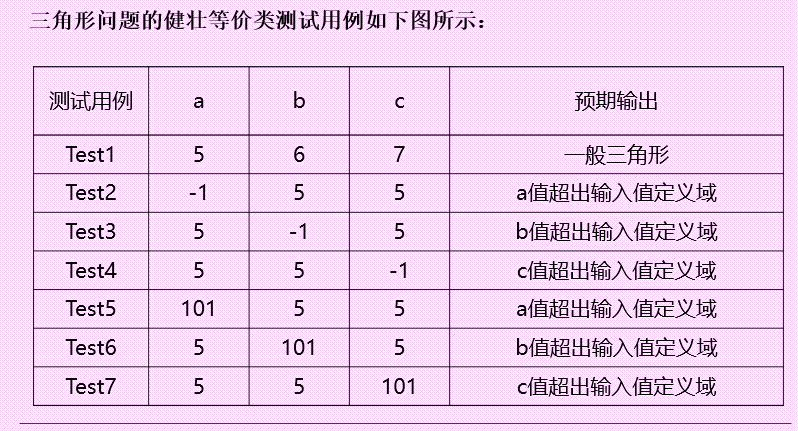 三角形问题的健壮等价类测试用例如下图所示：
测试用例 a b c 预期输出
Test1 5 6 7 一般三角形
Test2 -1 5 5 a值超出输入值定义域
Test3 5 -1 5 b值超出输入值定义域
Test4 5 5 -1 c值超出输入值定义域
Test5 101 5 5 a值超出输入值定义域
Test6 5 101 5 b值超出输入值定义域
Test7 5 5 101 c值超出输入值定义域